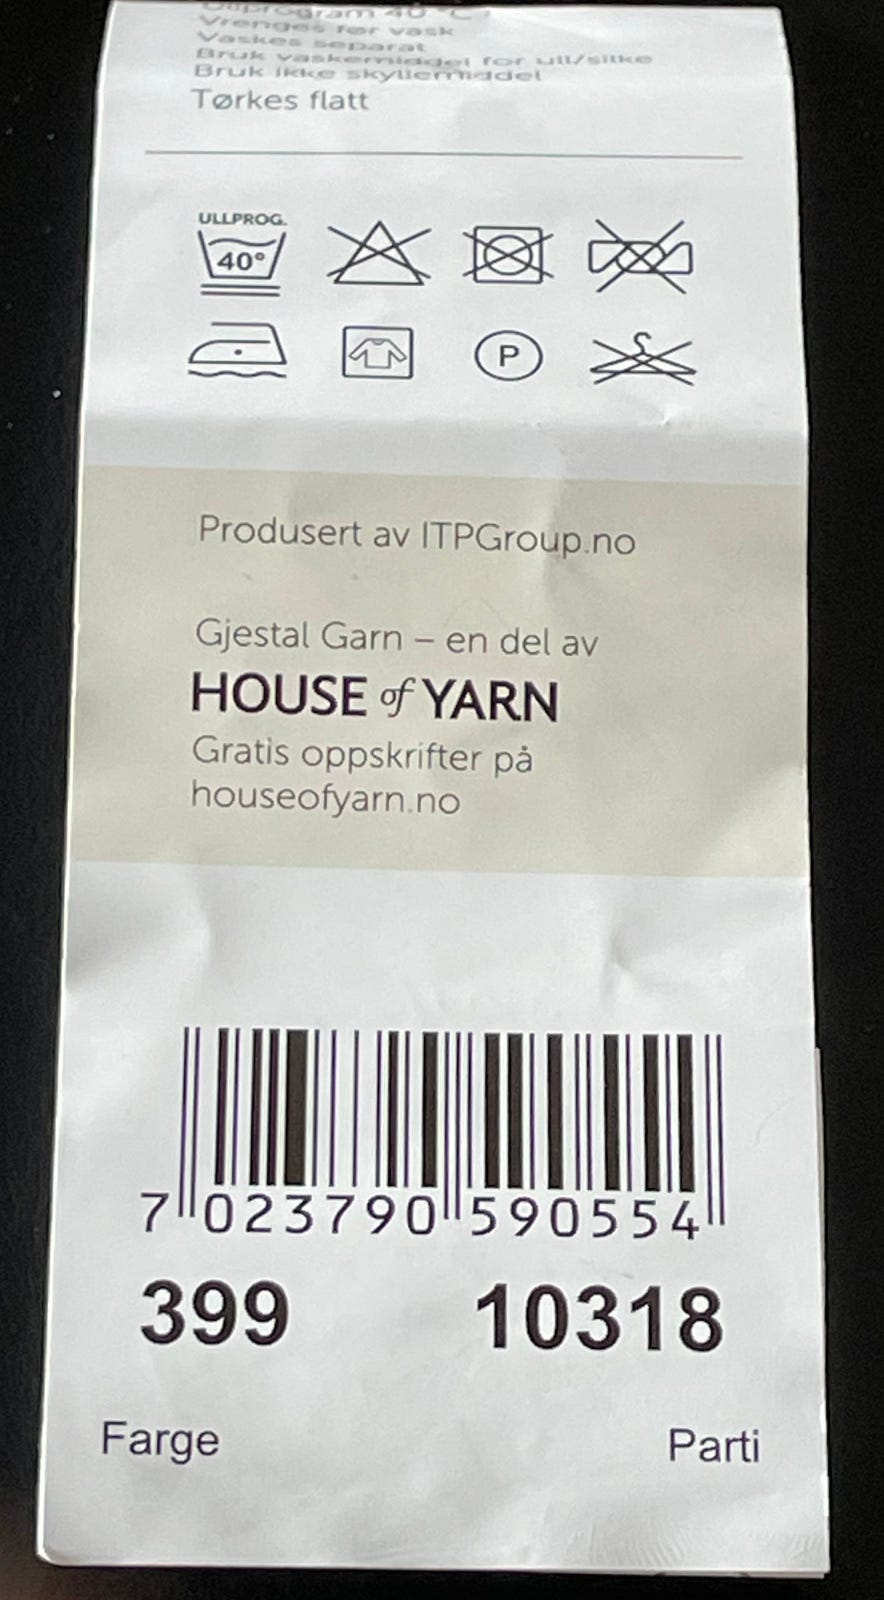 Ullprogram 40 °C
Vrenges før vask
Vaskes separat
Bruk vaskemiddel for ull/silke
Bruk ikke skyllemiddel
Tørkes flatt
ULLPROG.
40°
P
Produsert av ITPGroup.no
Gjestal Garn – en del av
HOUSE of YARN
Gratis oppskrifter på
houseofyarn.no
7 023790 590554
399 10318
Farge Parti